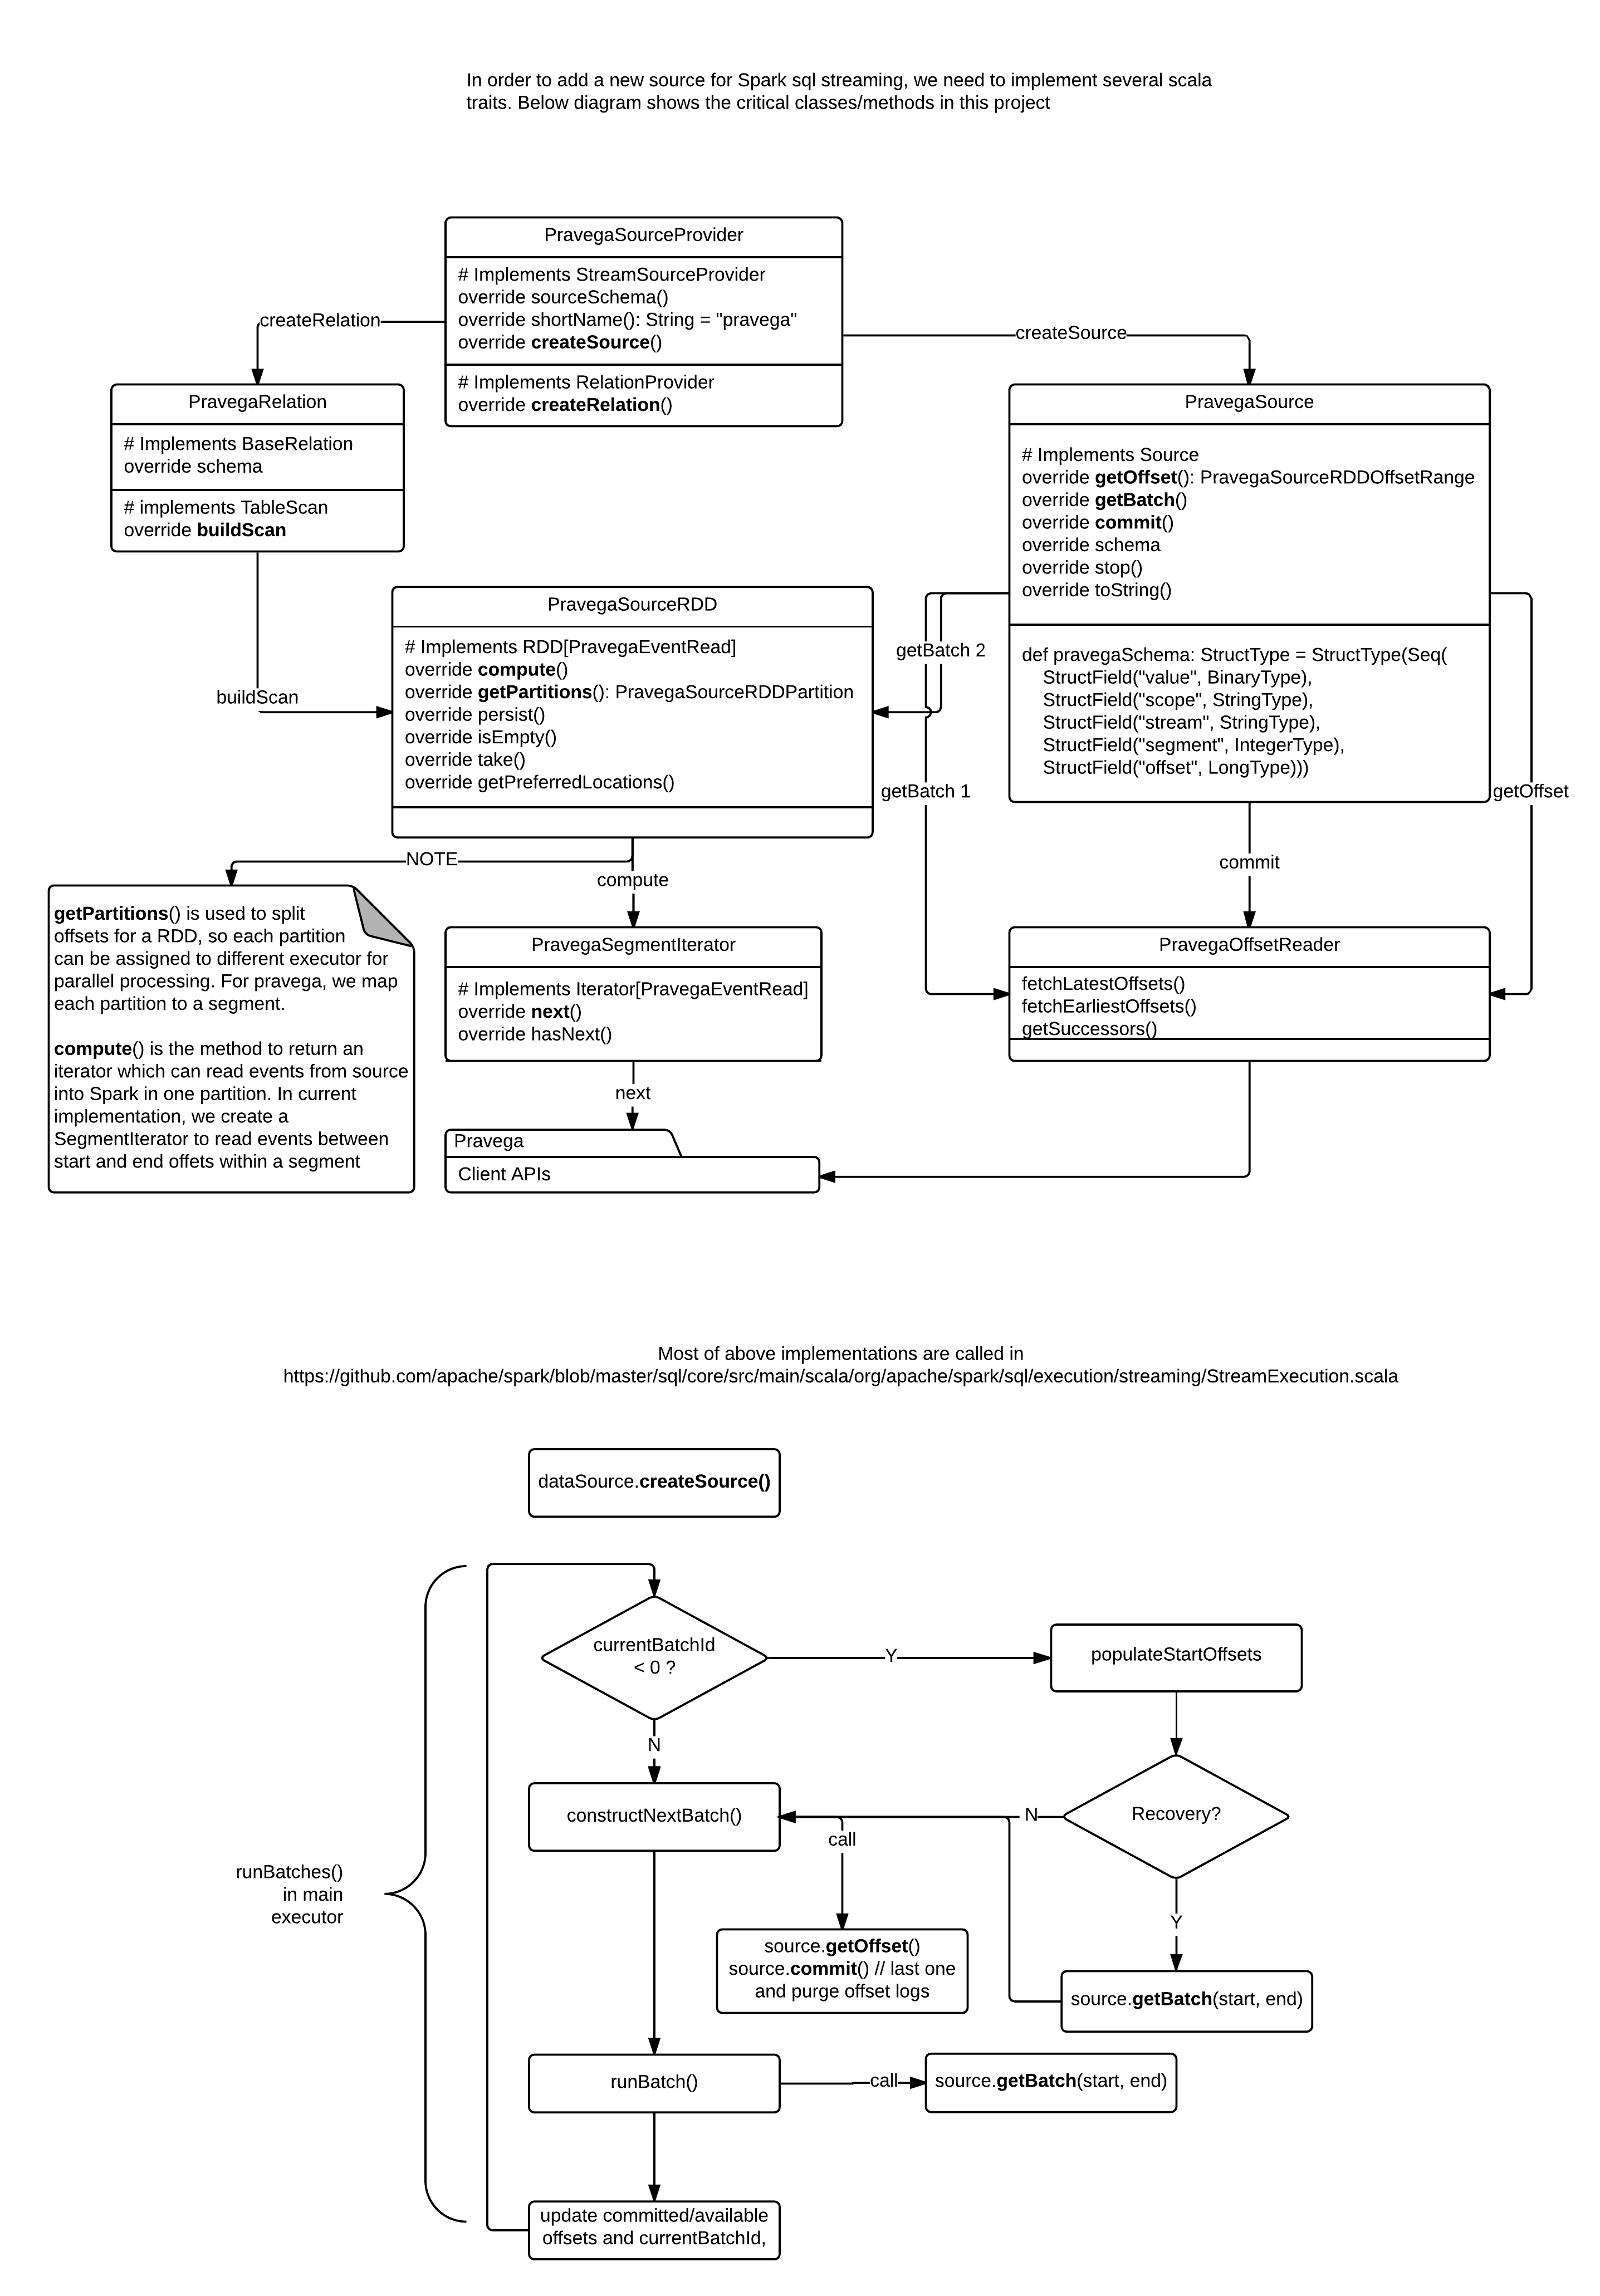 In order to add a new source for Spark sql streaming, we need to implement several scala
traits. Below diagram shows the critical classes/methods in this project
PravegaSourceProvider
# Implements StreamSourceProvider
override sourceSchema()
override shortName(): String = "pravega"
override createSource()
# Implements RelationProvider
override createRelation()
createRelation
createSource
PravegaRelation
# Implements BaseRelation
override schema
# implements TableScan
override buildScan
PravegaSource
# Implements Source
override getOffset(): PravegaSourceRDDOffsetRange
override getBatch()
override commit()
override schema
override stop()
override toString()
def pravegaSchema: StructType = StructType(Seq(
StructField("value", BinaryType),
StructField("scope", StringType),
StructField("stream", StringType),
StructField("segment", IntegerType),
StructField("offset", LongType)))
buildScan
PravegaSourceRDD
# Implements RDD[PravegaEventRead]
override compute()
override getPartitions(): PravegaSourceRDDPartition
override persist()
override isEmpty()
override take()
override getPreferredLocations()
getBatch 2
getBatch 1
getOffset
commit
NOTE
compute
getPartitions() is used to split
offsets for a RDD, so each partition
can be assigned to different executor for
parallel processing. For pravega, we map
each partition to a segment.
compute() is the method to return an
iterator which can read events from source
into Spark in one partition. In current
implementation, we create a
SegmentIterator to read events between
start and end offets within a segment
PravegaSegmentIterator
# Implements Iterator[PravegaEventRead]
override next()
override hasNext()
next
Pravega
Client APIs
PravegaOffsetReader
fetchLatestOffsets()
fetchEarliestOffsets()
getSuccessors()
Most of above implementations are called in
https://github.com/apache/spark/blob/master/sql/core/src/main/scala/org/apache/spark/sql/execution/streaming/StreamExecution.scala
dataSource.createSource()
currentBatchId
< 0 ?
Y
populateStartOffsets
N
constructNextBatch()
N
Recovery?
call
runBatches()
in main
executor
Y
source.getOffset()
source.commit() // last one
and purge offset logs
source.getBatch(start, end)
runBatch()
call
source.getBatch(start, end)
update committed/available
offsets and currentBatchId,